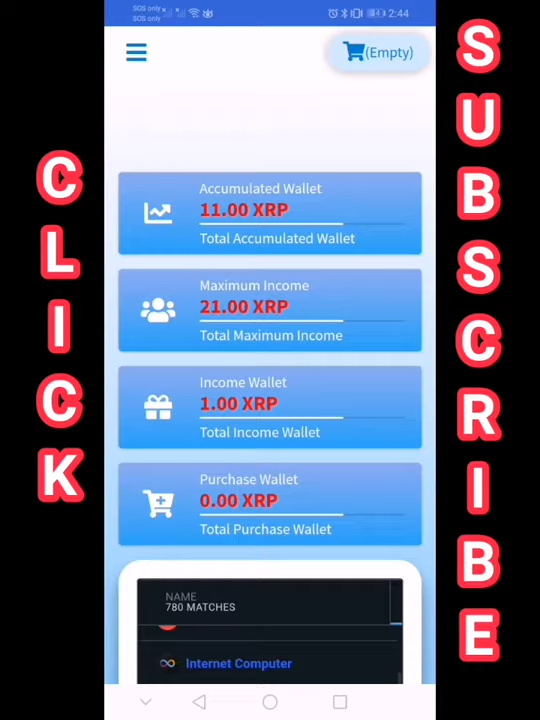 SOS only
SOS only
2:44
(Empty)
Accumulated Wallet
11.00 XRP
Total Accumulated Wallet
Maximum Income
21.00 XRP
Total Maximum Income
Income Wallet
1.00 XRP
Total Income Wallet
Purchase Wallet
0.00 XRP
Total Purchase Wallet
NAME
780 MATCHES
Internet Computer
CLICK
SUBSCRIBE